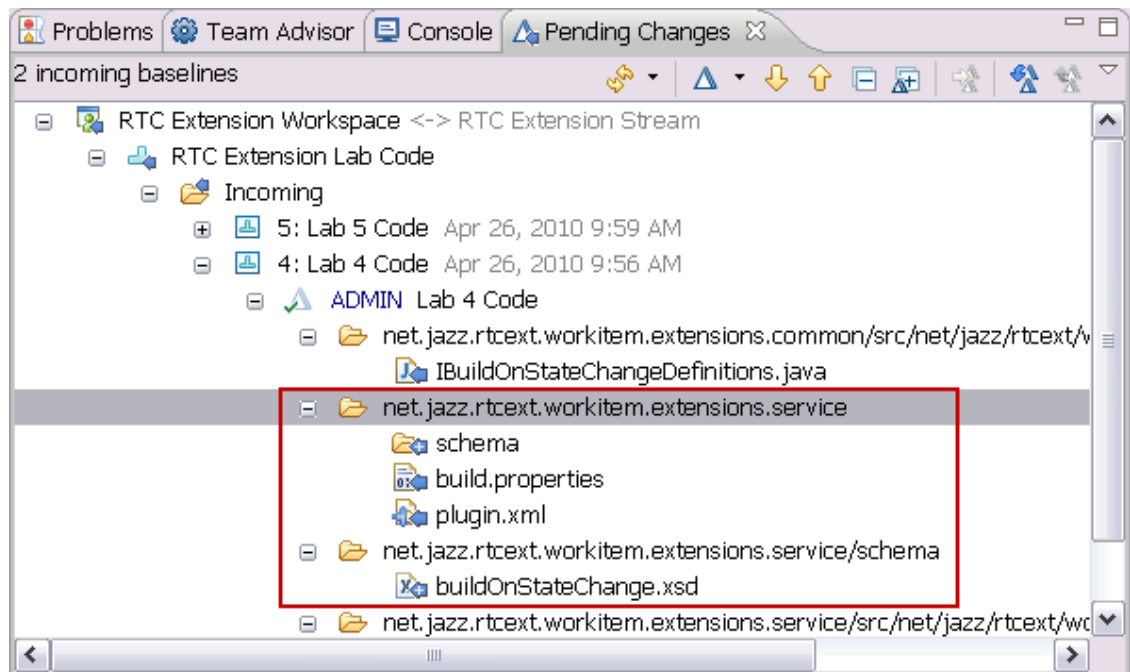 Problems Team Advisor Console Pending Changes
2 incoming baselines
RTC Extension Workspace <-> RTC Extension Stream
RTC Extension Lab Code
Incoming
5: Lab 5 Code Apr 26, 2010 9:59 AM
4: Lab 4 Code Apr 26, 2010 9:56 AM
ADMIN Lab 4 Code
net.jazz.rtcext.workitem.extensions.common/src/net/jazz/rtcext/
IBuildOnStateChangeDefinitions.java
net.jazz.rtcext.workitem.extensions.service
schema
build.properties
plugin.xml
net.jazz.rtcext.workitem.extensions.service/schema
buildOnStateChange.xsd
net.jazz.rtcext.workitem.extensions.service/src/net/jazz/rtcext/